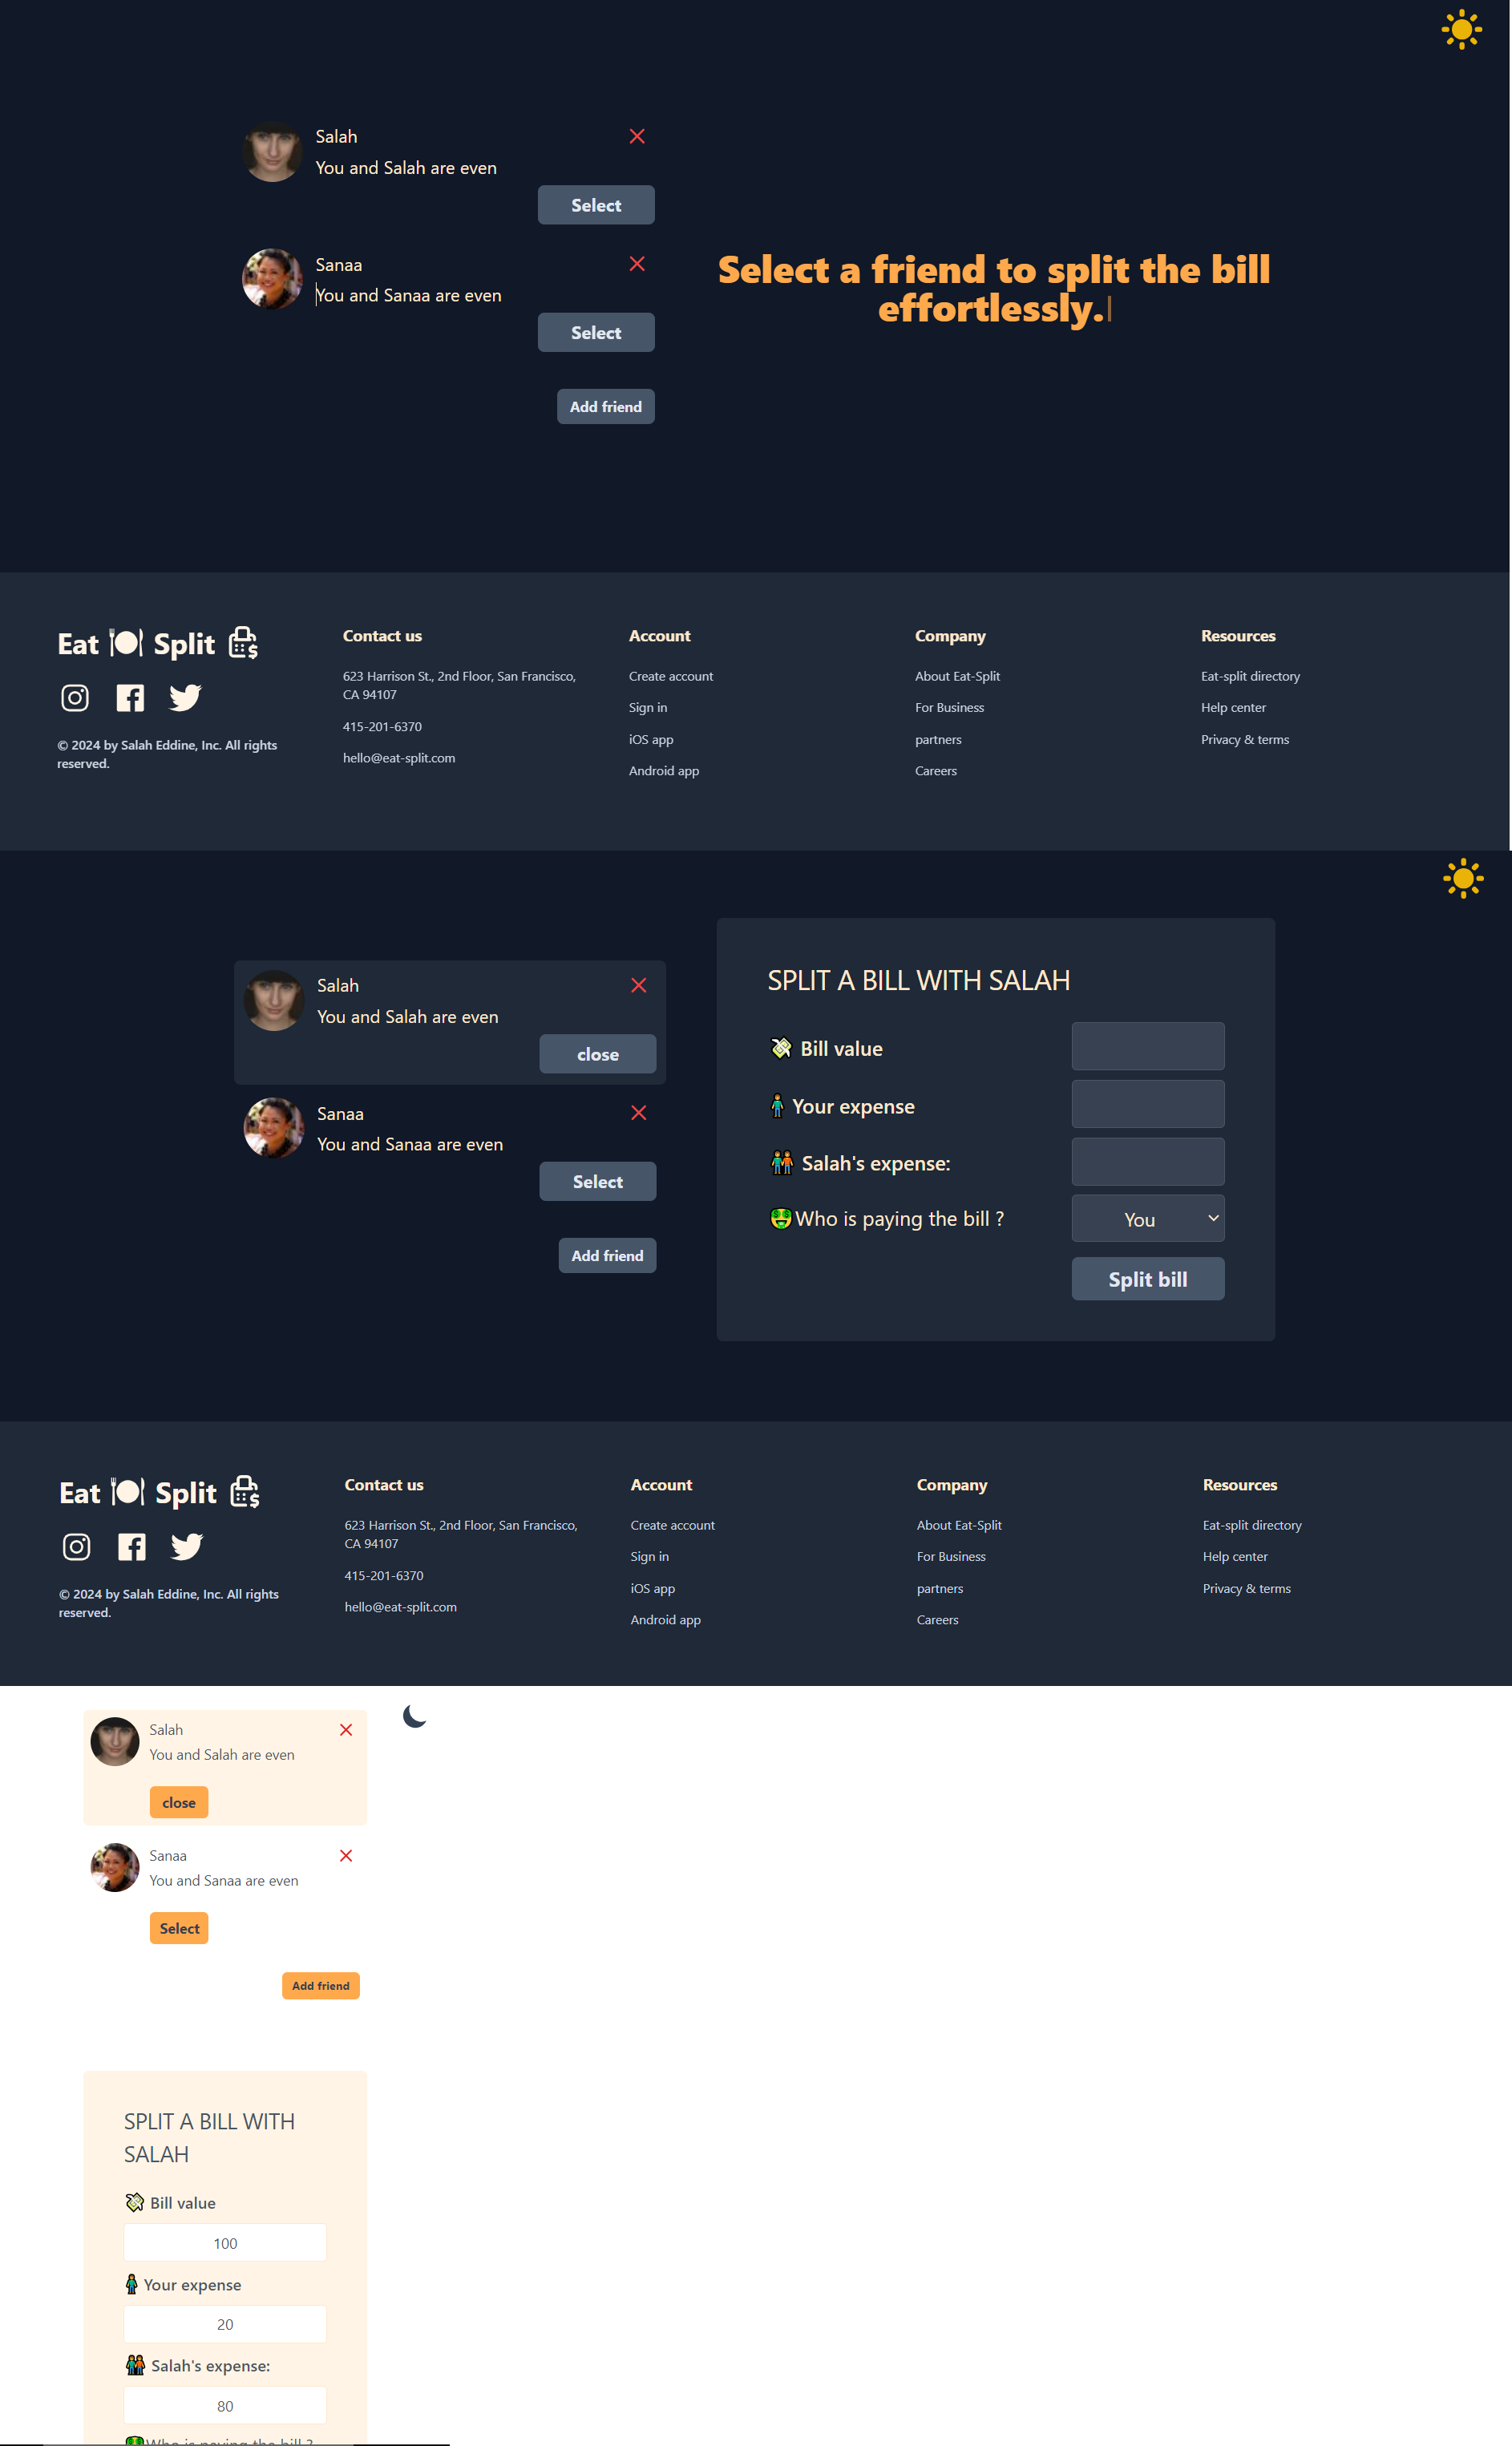 Salah
You and Salah are even
Select
Sanaa
You and Sanaa are even
Select
Add friend
Select a friend to split the bill
effortlessly.
Eat Split
© 2024 by Salah Eddine, Inc. All rights
reserved.
Contact us
623 Harrison St., 2nd Floor, San Francisco,
CA 94107
415-201-6370
hello@eat-split.com
Account
Create account
Sign in
iOS app
Android app
Company
About Eat-Split
For Business
partners
Careers
Resources
Eat-split directory
Help center
Privacy & terms
Salah
You and Salah are even
close
Sanaa
You and Sanaa are even
Select
Add friend
SPLIT A BILL WITH SALAH
💸 Bill value
🧍‍♂️ Your expense
👬 Salah's expense:
🤑Who is paying the bill ?
You
Split bill
Eat Split
© 2024 by Salah Eddine, Inc. All rights
reserved.
Contact us
623 Harrison St., 2nd Floor, San Francisco,
CA 94107
415-201-6370
hello@eat-split.com
Account
Create account
Sign in
iOS app
Android app
Company
About Eat-Split
For Business
partners
Careers
Resources
Eat-split directory
Help center
Privacy & terms
Salah
You and Salah are even
close
Sanaa
You and Sanaa are even
Select
Add friend
SPLIT A BILL WITH
SALAH
💸 Bill value
100
🧍‍♂️ Your expense
20
👬 Salah's expense:
80
🤑Who is paying the bill ?